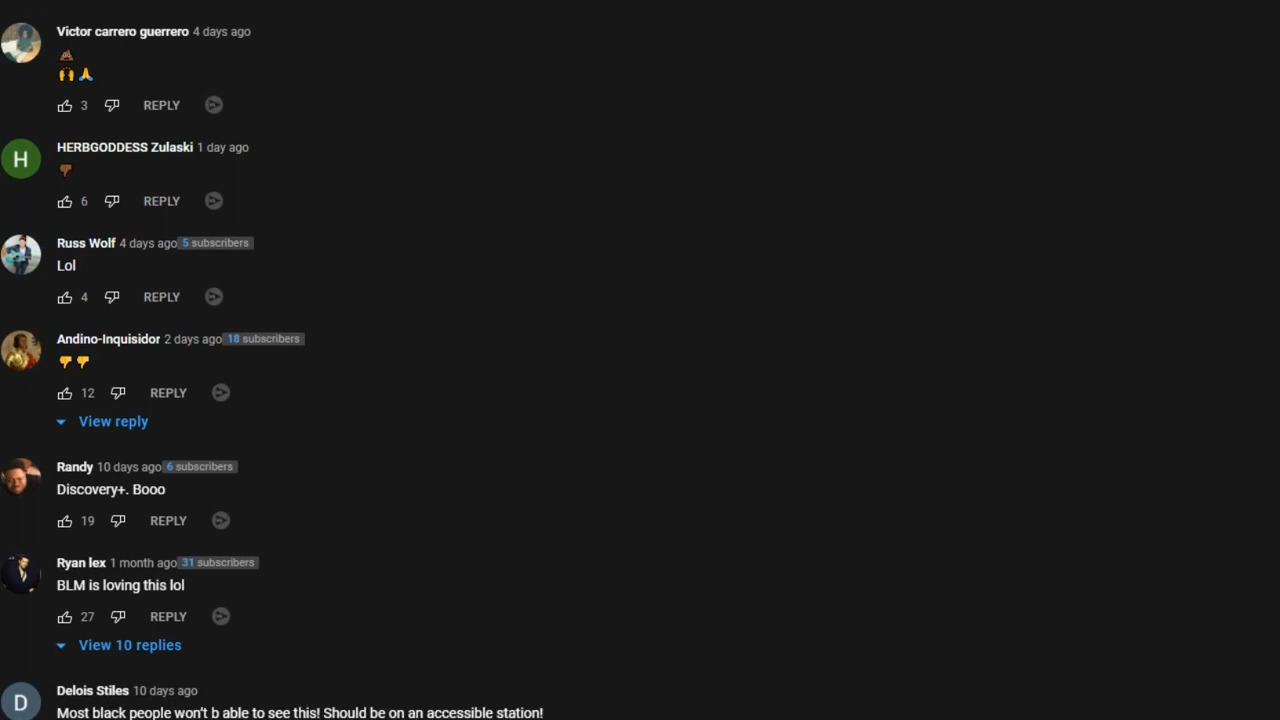 Victor carrero guerrero 4 days ago
3 REPLY
H
HERBGODDESS Zulaski 1 day ago
6 REPLY
Russ Wolf 4 days ago 5 subscribers
Lol
4 REPLY
Andino-Inquisidor 2 days ago 18 subscribers
12 REPLY
View reply
Randy 10 days ago 6 subscribers
Discovery+. Booo
19 REPLY
Ryan lex 1 month ago 31 subscribers
BLM is loving this lol
27 REPLY
View 10 replies
D
Delois Stiles 10 days ago
Most black people won't b able to see this! Should be on an accessible station!